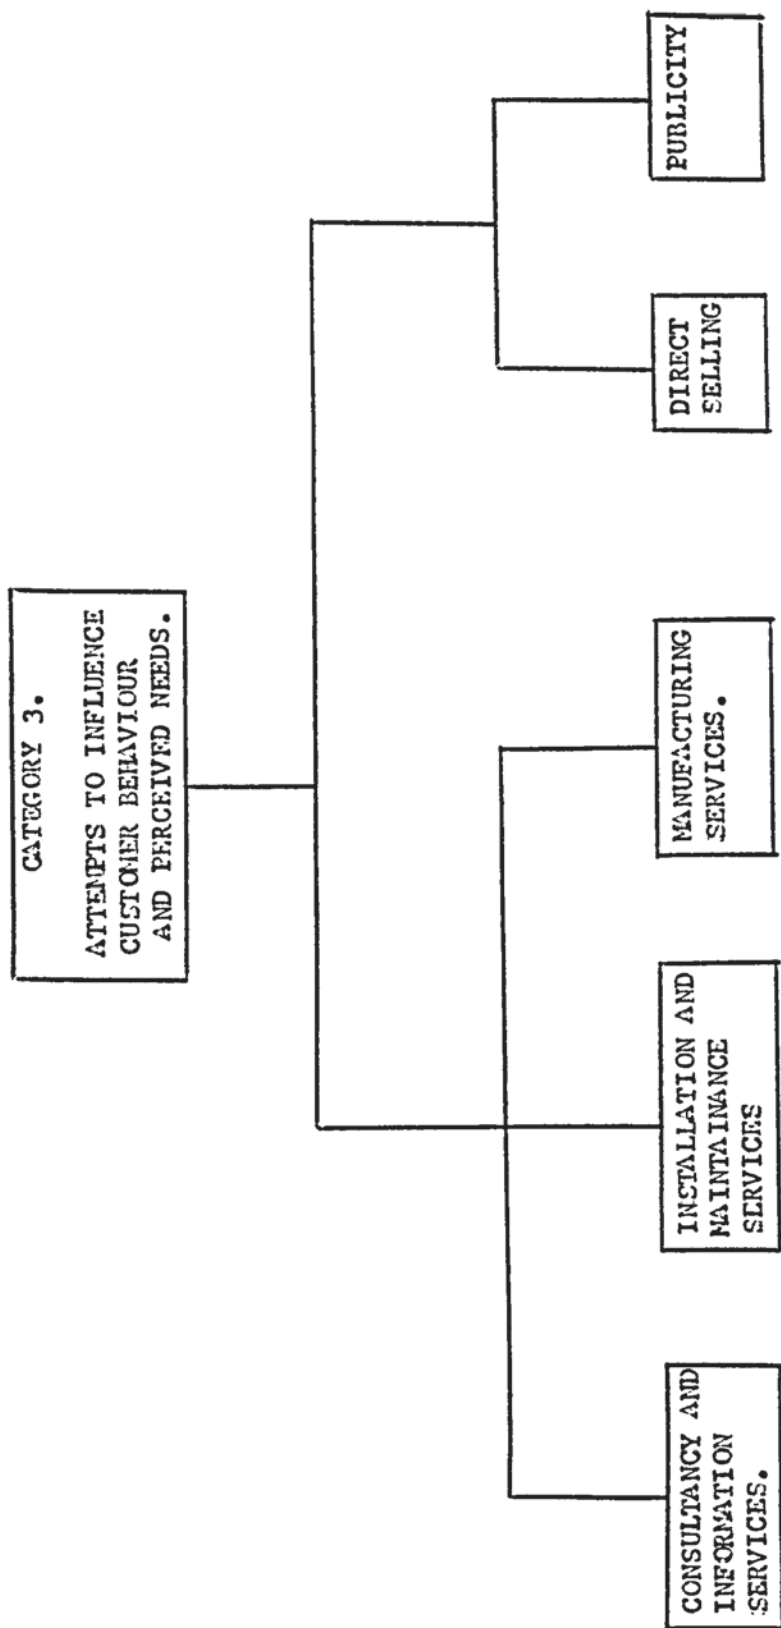 CATEGORY 3.
ATTEMPTS TO INFLUENCE
CUSTOMER BEHAVIOUR
AND PERCEIVED NEEDS.
CONSULTANCY AND
INFORMATION
SERVICES.
INSTALLATION AND
MAINTAINANCE
SERVICES
MANUFACTURING
SERVICES.
DIRECT
SELLING
PUBLICITY